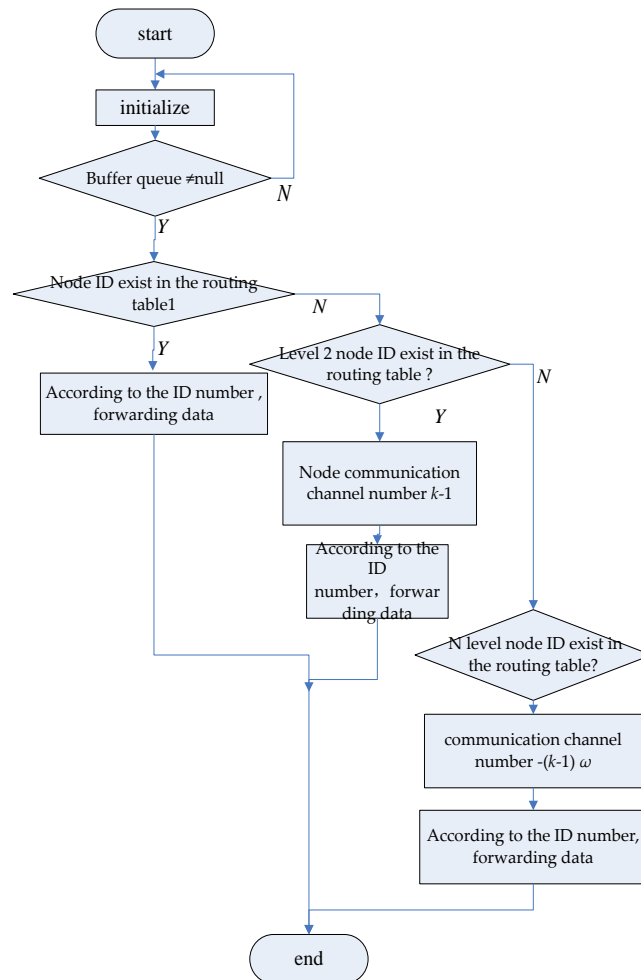 start
initialize
Buffer queue ≠null
N
Y
Node ID exist in the routing
table1
N
Y
Level 2 node ID exist in the
routing table ?
N
According to the ID number ,
forwarding data
Y
Node communication
channel number k-1
According to the
ID
number，forwar
ding data
N level node ID exist in
the routing table?
communication channel
number -(k-1) ω
According to the ID number,
forwarding data
end